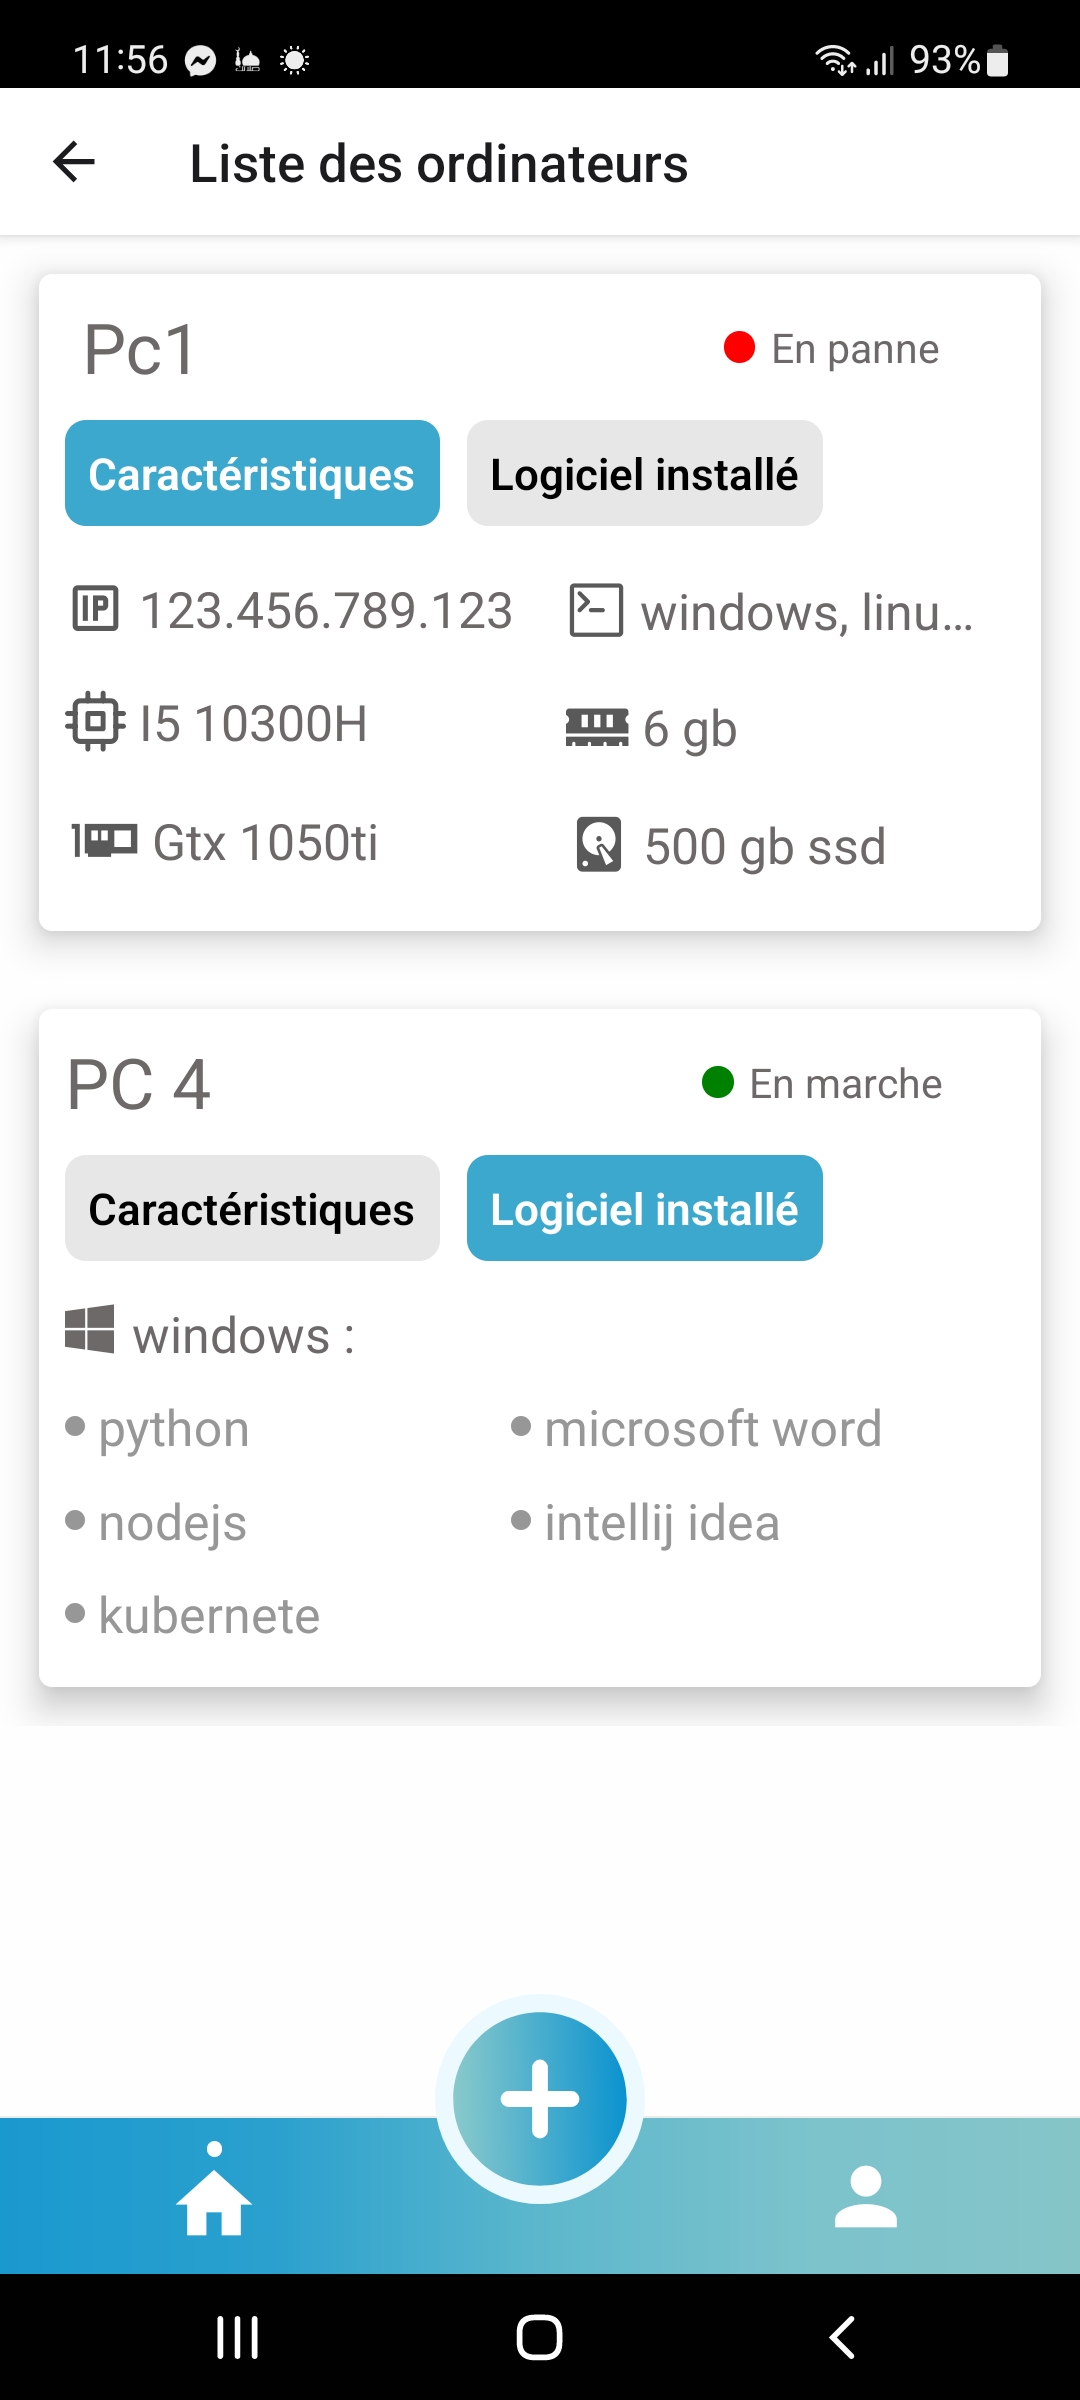 11:56 93%
Liste des ordinateurs
Pc1 En panne
Caractéristiques Logiciel installé
IP 123.456.789.123 windows, linu...
I5 10300H 6 gb
Gtx 1050ti 500 gb ssd
PC 4 En marche
Caractéristiques Logiciel installé
windows :
python microsoft word
nodejs intellij idea
kubernete